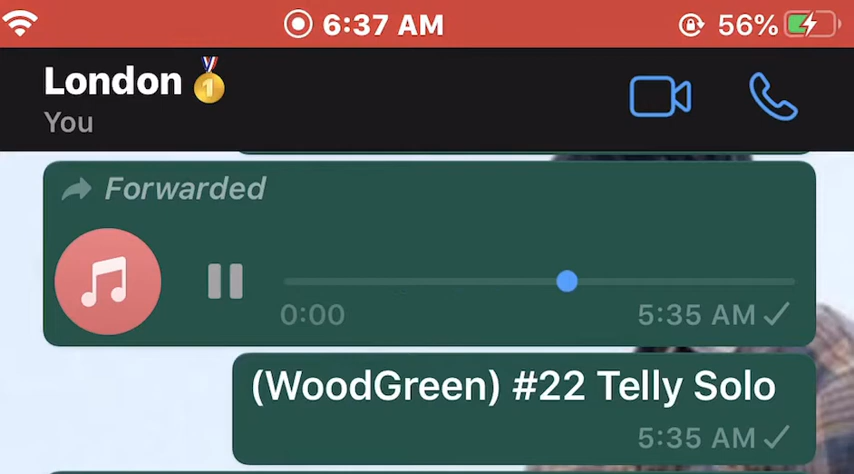 6:37 AM
56%
London
You
Forwarded
0:00
5:35 AM
(WoodGreen) #22 Telly Solo
5:35 AM